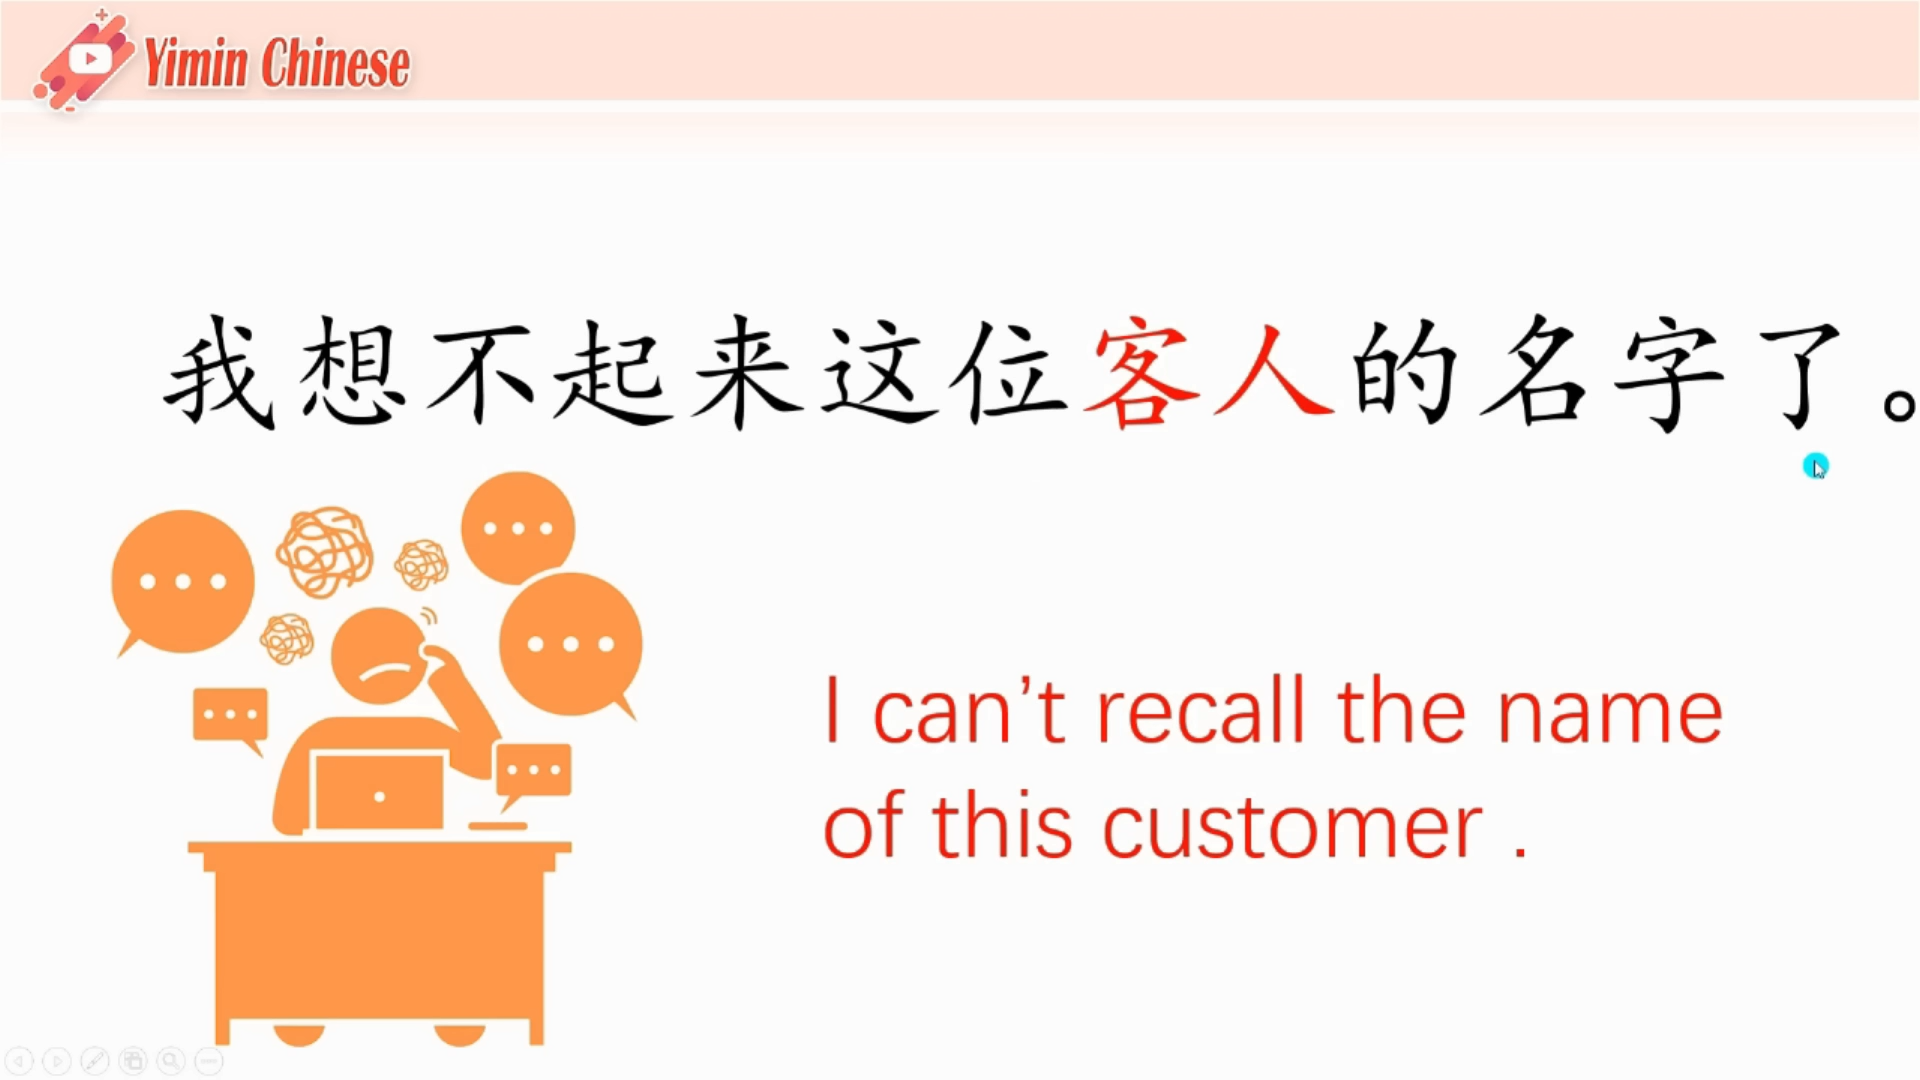 Yimin Chinese
我想不起来这位客人的名字了。
I can’t recall the name
of this customer .